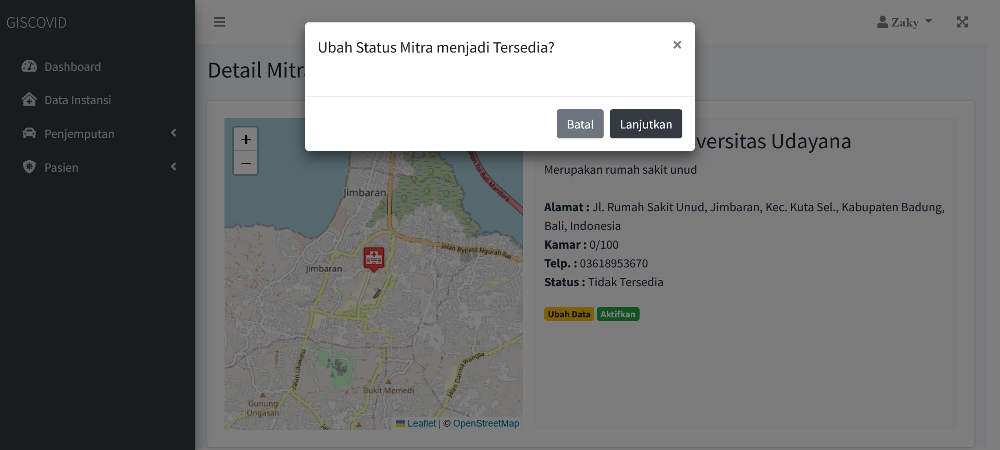 GISCOVID
Zaky
Dashboard
Data Instansi
Penjemputan
Pasien
Ubah Status Mitra menjadi Tersedia?
×
Batal
Lanjutkan
Detail
+
−
Jalan Tol Bali Mandara
Jimbaran
Jalan Bypass Ngurah Rai
Jimbaran
Jalan Uluwatu
Jalan Darma Wangsa
Bukit Memedi
Gunung
Ungasan
Leaflet | © OpenStreetMap
Udayana
Merupakan rumah sakit unud
Alamat : Jl. Rumah Sakit Unud, Jimbaran, Kec. Kuta Sel., Kabupaten Badung,
Bali, Indonesia
Kamar : 0/100
Telp. : 03618953670
Status : Tidak Tersedia
Ubah Data
Aktifkan